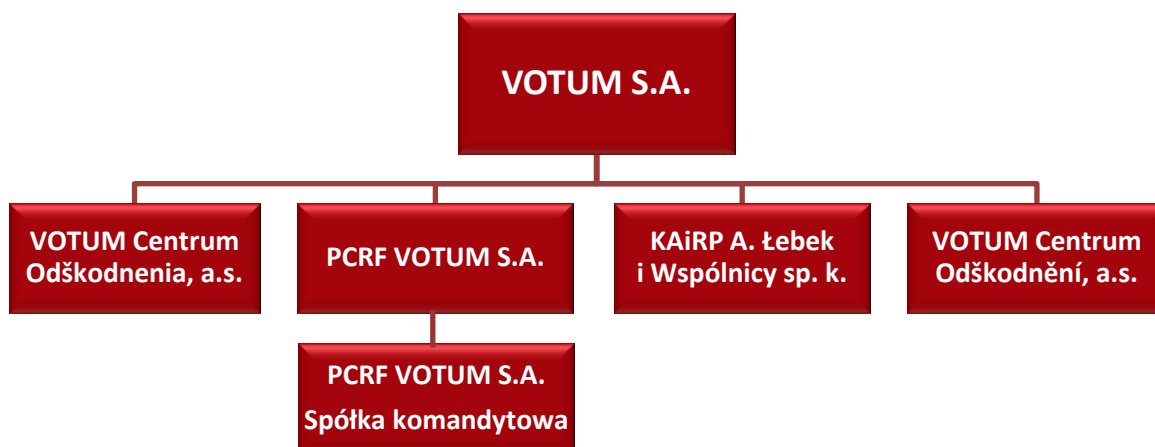 VOTUM S.A.
VOTUM Centrum
Odškodnenia, a.s.
PCRF VOTUM S.A.
KAiRP A. Łebek
i Wspólnicy sp. k.
VOTUM Centrum
Odškodnění, a.s.
PCRF VOTUM S.A.
Spółka komandytowa